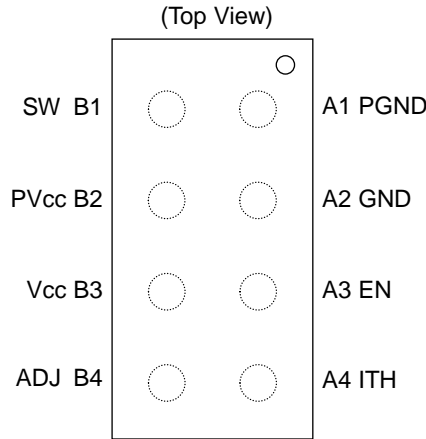 (Top View)
SW B1 A1 PGND
PVcc B2 A2 GND
Vcc B3 A3 EN
ADJ B4 A4 ITH